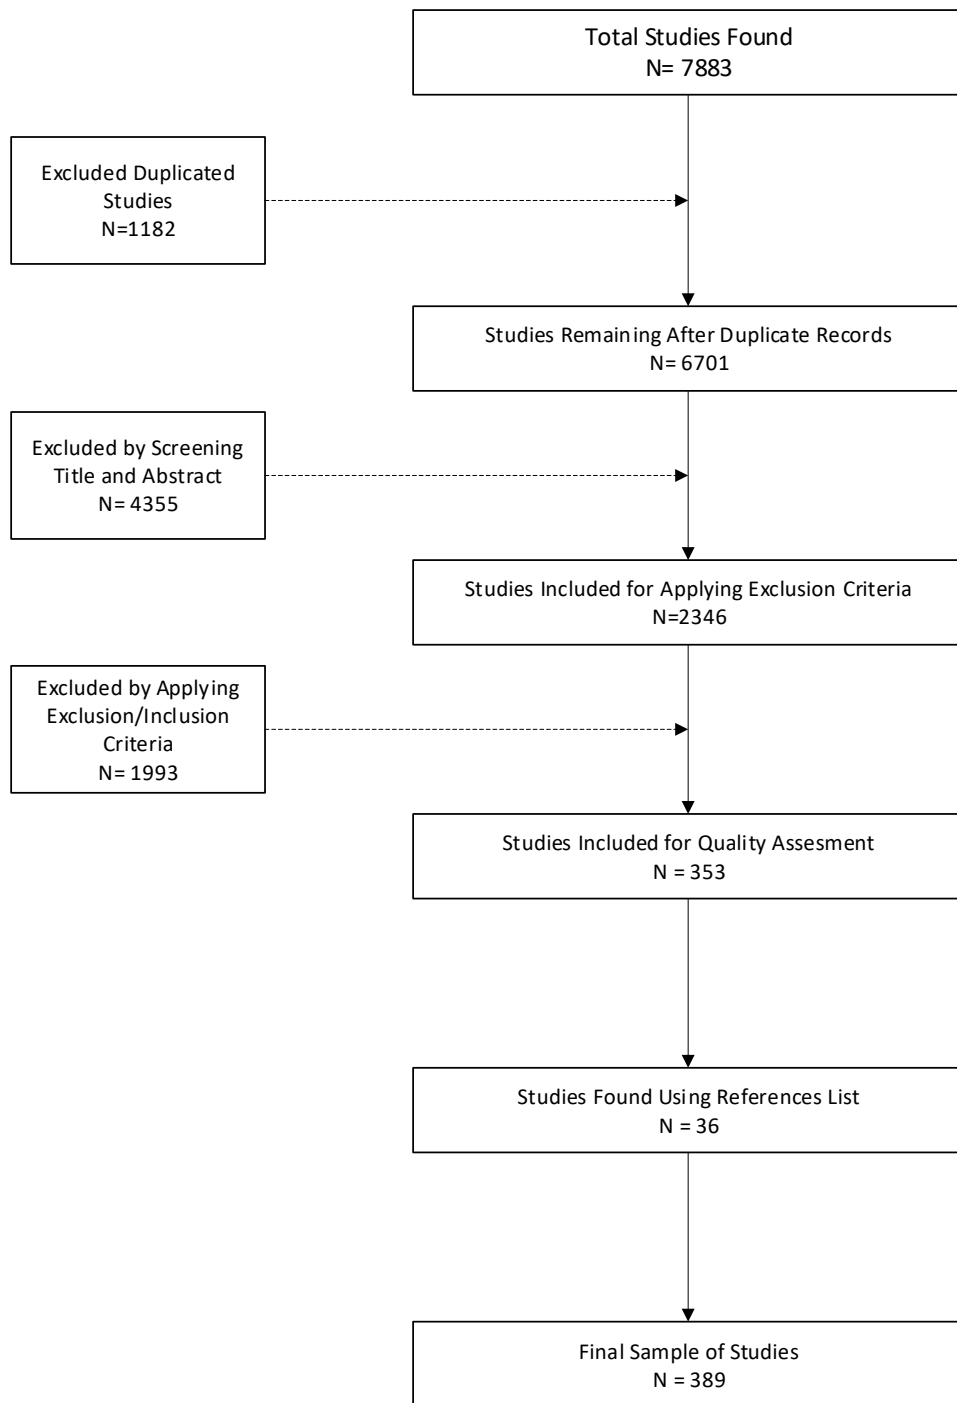 Total Studies Found
N= 7883
Excluded Duplicated
Studies
N=1182
Studies Remaining After Duplicate Records
N= 6701
Excluded by Screening
Title and Abstract
N= 4355
Studies Included for Applying Exclusion Criteria
N=2346
Excluded by Applying
Exclusion/Inclusion
Criteria
N= 1993
Studies Included for Quality Assesment
N = 353
Studies Found Using References List
N = 36
Final Sample of Studies
N = 389